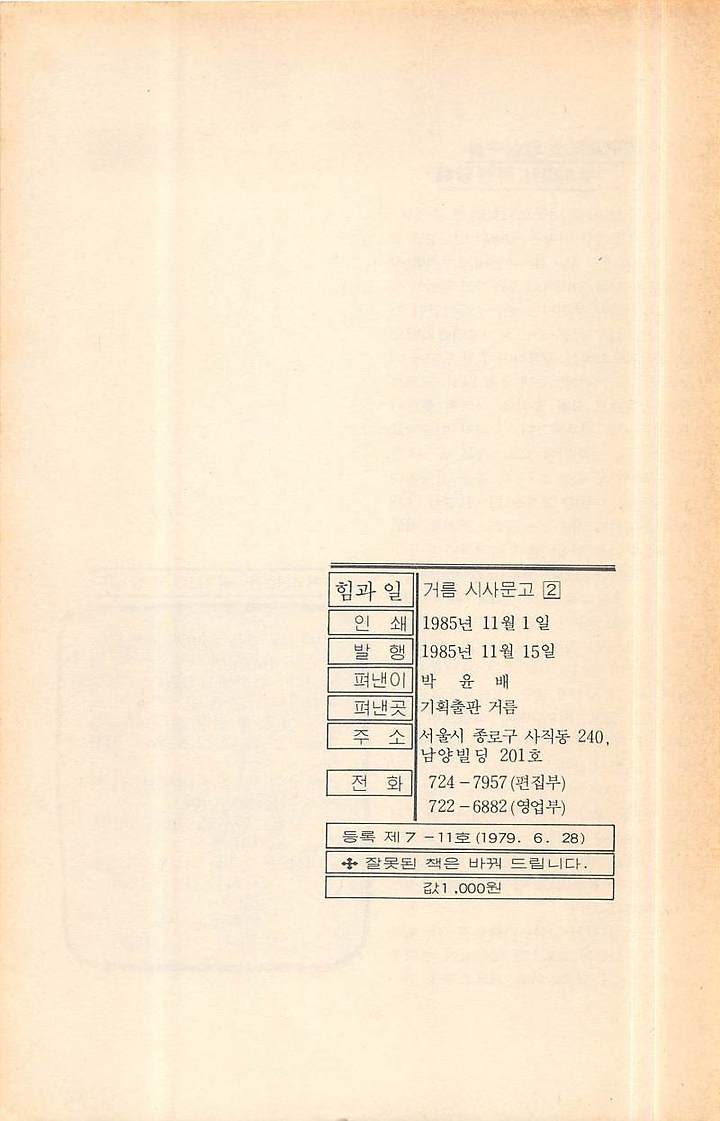 힘과 일 거름 시사문고 2
인 쇄 1985년 11월 1일
발 행 1985년 11월 15일
펴낸이 박 윤 배
펴낸곳 기획출판 거름
주 소 서울시 종로구 사직동 240,
남양빌딩 201호
전 화 724-7957(편집부)
722-6882(영업부)
등록 제7-11호(1979. 6. 28)
✣ 잘못된 책은 바꿔 드립니다.
값1,000원